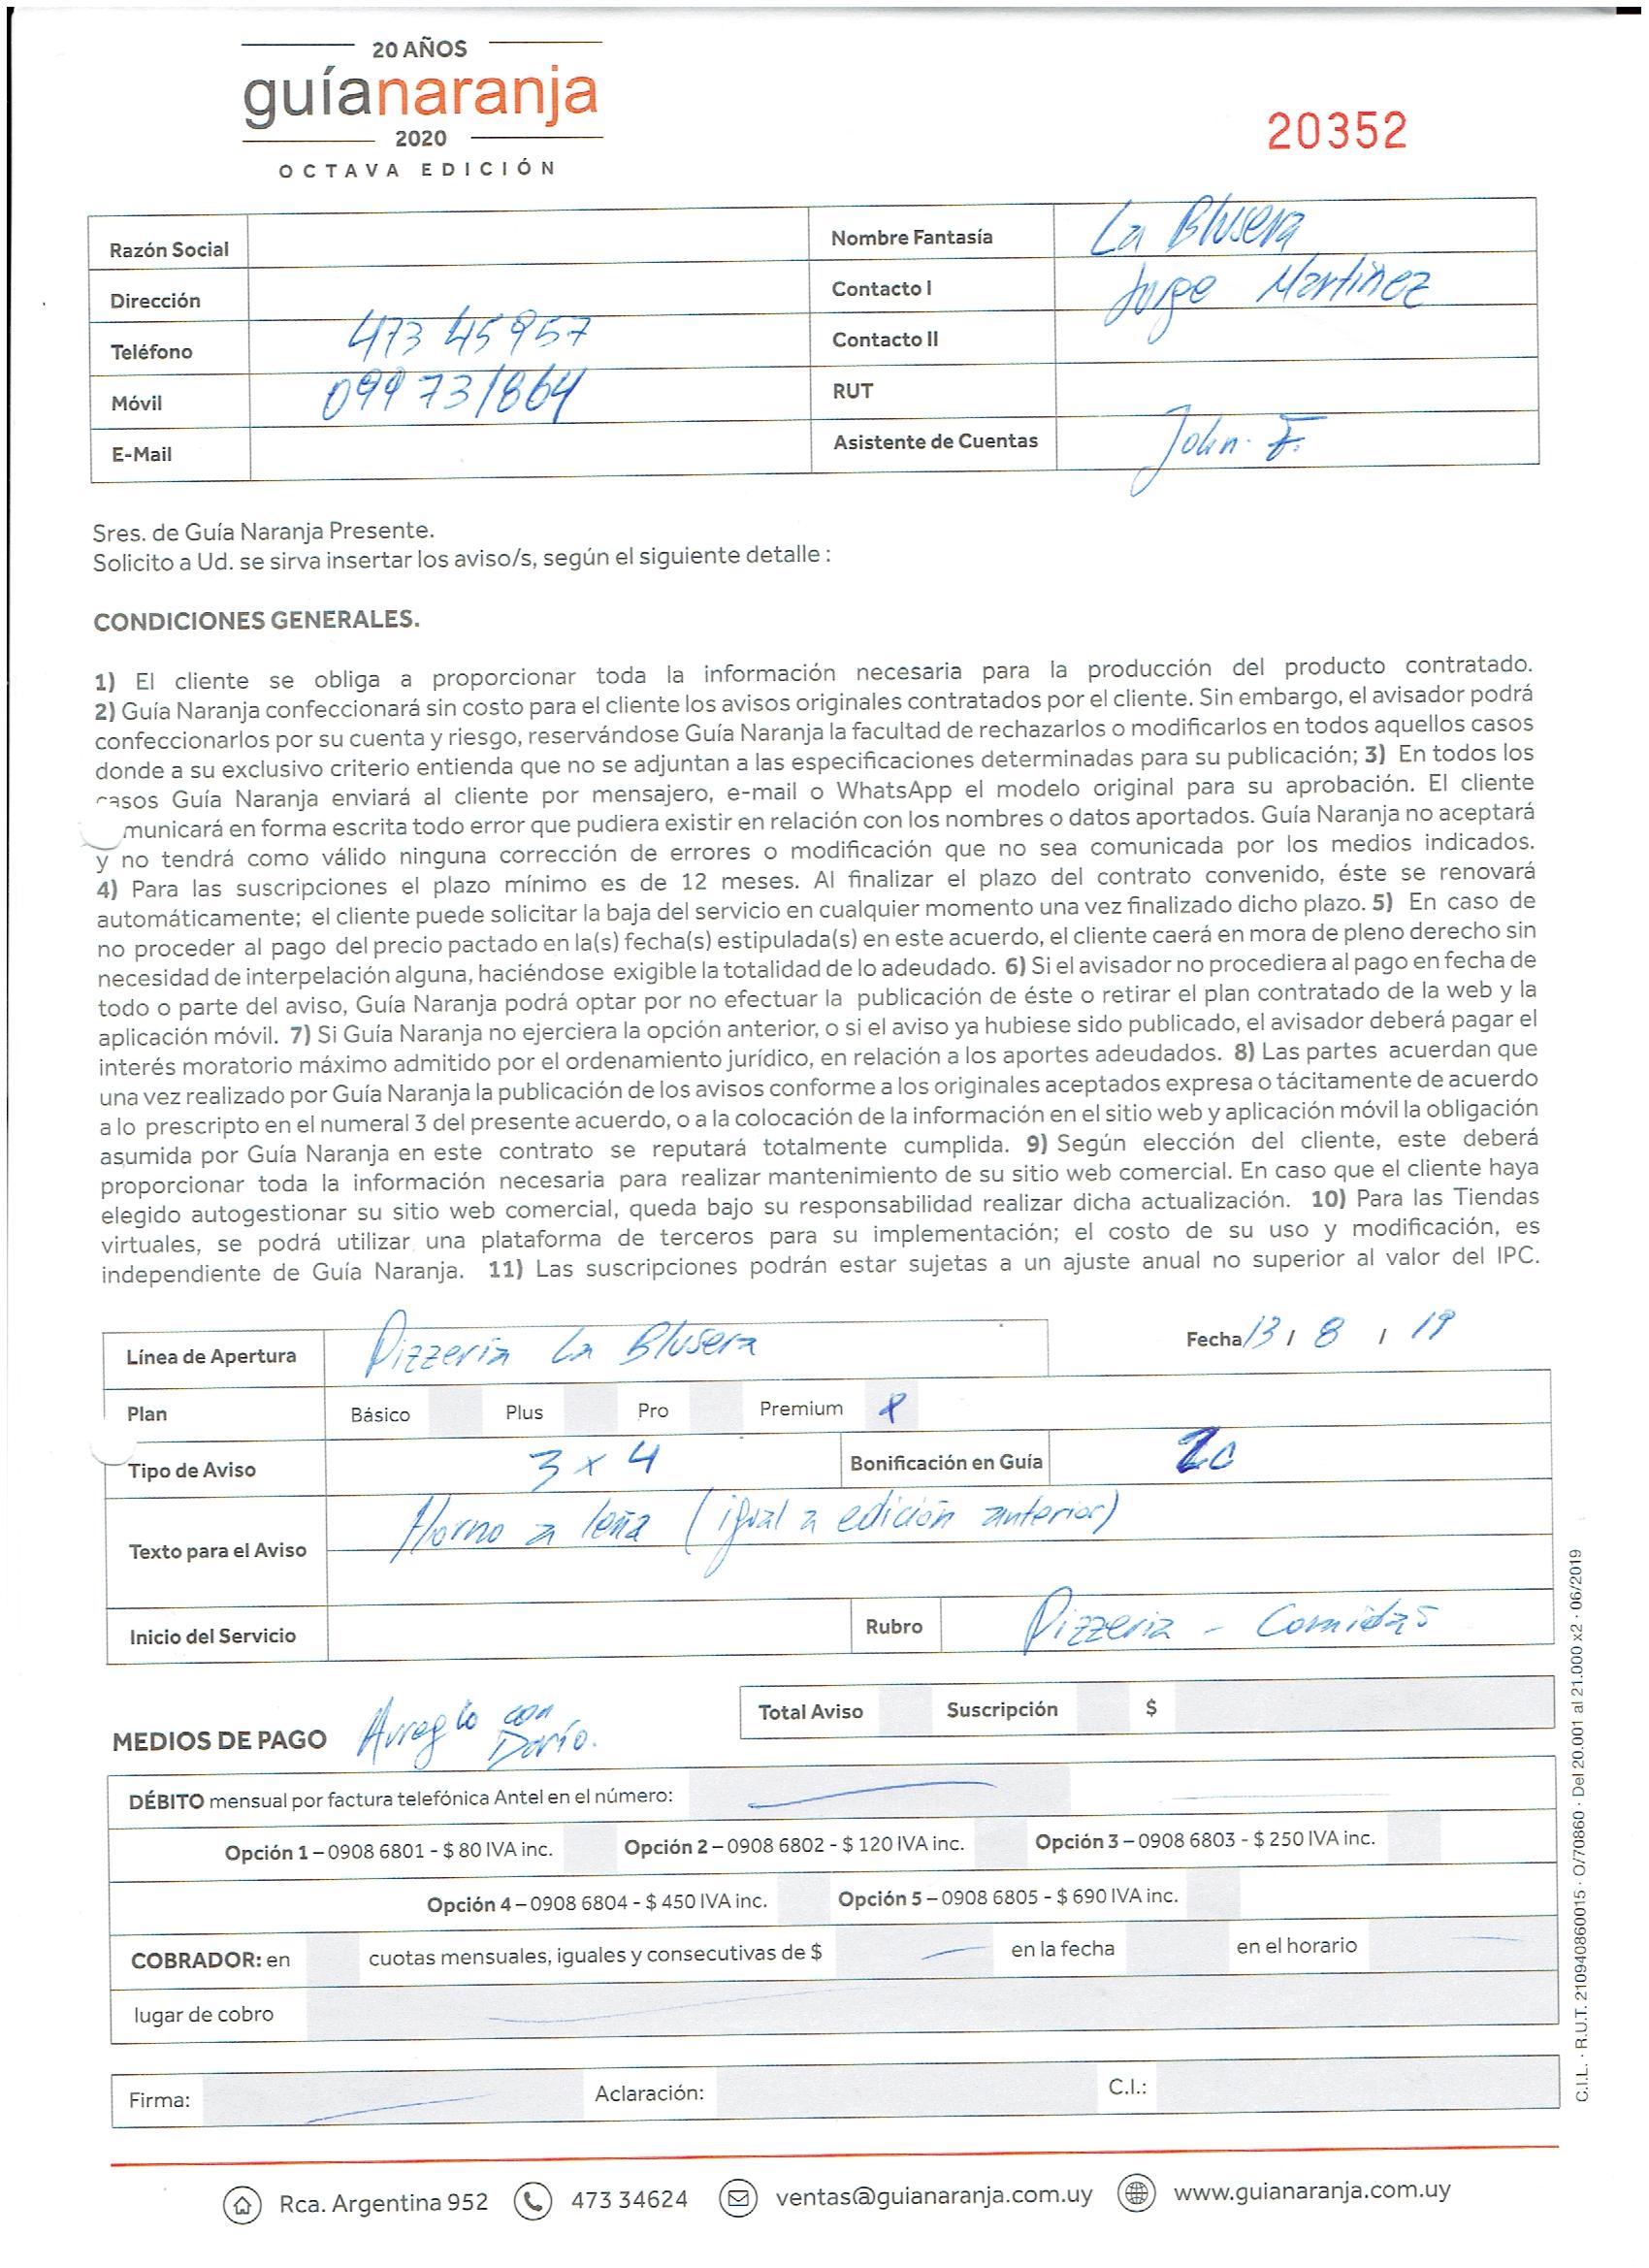 20 AÑOS
guíanaranja
2020
OCTAVA EDICIÓN
20352
Razón Social
Nombre Fantasía La Blusera
Dirección
Contacto I Jorge Martinez
Teléfono 473 45957
Contacto II
Móvil 099 731864
RUT
E-Mail
Asistente de Cuentas John. F.
Sres. de Guía Naranja Presente.
Solicito a Ud. se sirva insertar los aviso/s, según el siguiente detalle :
CONDICIONES GENERALES.
1) El cliente se obliga a proporcionar toda la información necesaria para la producción del producto contratado.
2) Guía Naranja confeccionará sin costo para el cliente los avisos originales contratados por el cliente. Sin embargo, el avisador podrá
confeccionarlos por su cuenta y riesgo, reservándose Guía Naranja la facultad de rechazarlos o modificarlos en todos aquellos casos
donde a su exclusivo criterio entienda que no se adjuntan a las especificaciones determinadas para su publicación; 3) En todos los
casos Guía Naranja enviará al cliente por mensajero, e-mail o WhatsApp el modelo original para su aprobación. El cliente
municará en forma escrita todo error que pudiera existir en relación con los nombres o datos aportados. Guía Naranja no aceptará
y no tendrá como válido ninguna corrección de errores o modificación que no sea comunicada por los medios indicados.
4) Para las suscripciones el plazo mínimo es de 12 meses. Al finalizar el plazo del contrato convenido, éste se renovará
automáticamente; el cliente puede solicitar la baja del servicio en cualquier momento una vez finalizado dicho plazo. 5) En caso de
no proceder al pago del precio pactado en la(s) fecha(s) estipulada(s) en este acuerdo, el cliente caerá en mora de pleno derecho sin
necesidad de interpelación alguna, haciéndose exigible la totalidad de lo adeudado. 6) Si el avisador no procediera al pago en fecha de
todo o parte del aviso, Guía Naranja podrá optar por no efectuar la publicación de éste o retirar el plan contratado de la web y la
aplicación móvil. 7) Si Guía Naranja no ejerciera la opción anterior, o si el aviso ya hubiese sido publicado, el avisador deberá pagar el
interés moratorio máximo admitido por el ordenamiento jurídico, en relación a los aportes adeudados. 8) Las partes acuerdan que
una vez realizado por Guía Naranja la publicación de los avisos conforme a los originales aceptados expresa o tácitamente de acuerdo
a lo prescripto en el numeral 3 del presente acuerdo, o a la colocación de la información en el sitio web y aplicación móvil la obligación
asumida por Guía Naranja en este contrato se reputará totalmente cumplida. 9) Según elección del cliente, este deberá
proporcionar toda la información necesaria para realizar mantenimiento de su sitio web comercial. En caso que el cliente haya
elegido autogestionar su sitio web comercial, queda bajo su responsabilidad realizar dicha actualización. 10) Para las Tiendas
virtuales, se podrá utilizar una plataforma de terceros para su implementación; el costo de su uso y modificación, es
independiente de Guía Naranja. 11) Las suscripciones podrán estar sujetas a un ajuste anual no superior al valor del IPC.
Línea de Apertura Pizzeria La Blusera
Fecha 13 / 8 / 19
Plan Básico Plus Pro Premium
Tipo de Aviso 3 x 4
Bonificación en Guía
Texto para el Aviso Horno a leña (igual a edición anterior)
Inicio del Servicio
Rubro Pizzeria - Comidas
MEDIOS DE PAGO Arreglo con Darío.
Total Aviso Suscripción $
DÉBITO mensual por factura telefónica Antel en el número:
Opción 1 – 0908 6801 - $ 80 IVA inc. Opción 2 – 0908 6802 - $ 120 IVA inc. Opción 3 – 0908 6803 - $ 250 IVA inc.
Opción 4 – 0908 6804 - $ 450 IVA inc. Opción 5 – 0908 6805 - $ 690 IVA inc.
COBRADOR: en cuotas mensuales, iguales y consecutivas de $ en la fecha en el horario
lugar de cobro
Firma: Aclaración: C.I.:
C.I.L. · R.U.T. 210940860015 · O/70860 · Del 20.001 al 21.000 x2 · 06/2019
Rca. Argentina 952 473 34624 ventas@guianaranja.com.uy www.guianaranja.com.uy